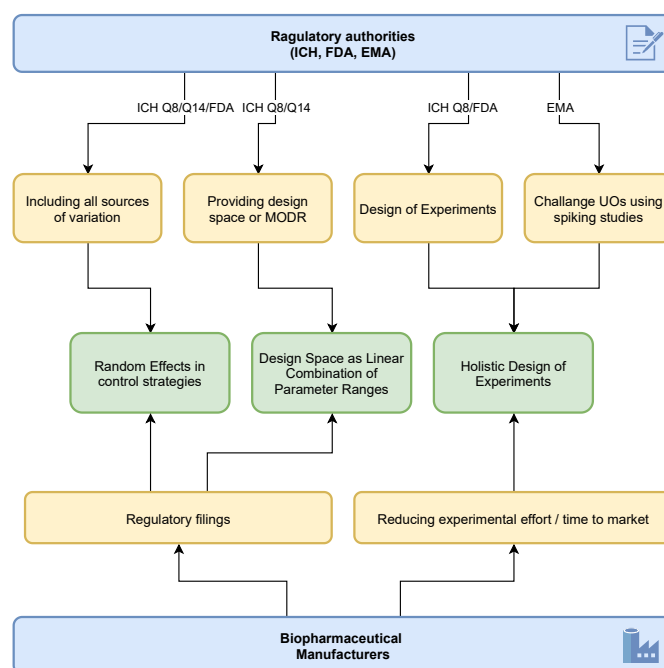 Ragulatory authorities
(ICH, FDA, EMA)
ICH Q8/Q14/FDA
ICH Q8/Q14
ICH Q8/FDA
EMA
Including all sources
of variation
Providing design
space or MODR
Design of Experiments
Challange UOs using
spiking studies
Random Effects in
control strategies
Design Space as Linear
Combination of
Parameter Ranges
Holistic Design of
Experiments
Regulatory filings
Reducing experimental effort / time to market
Biopharmaceutical
Manufacturers